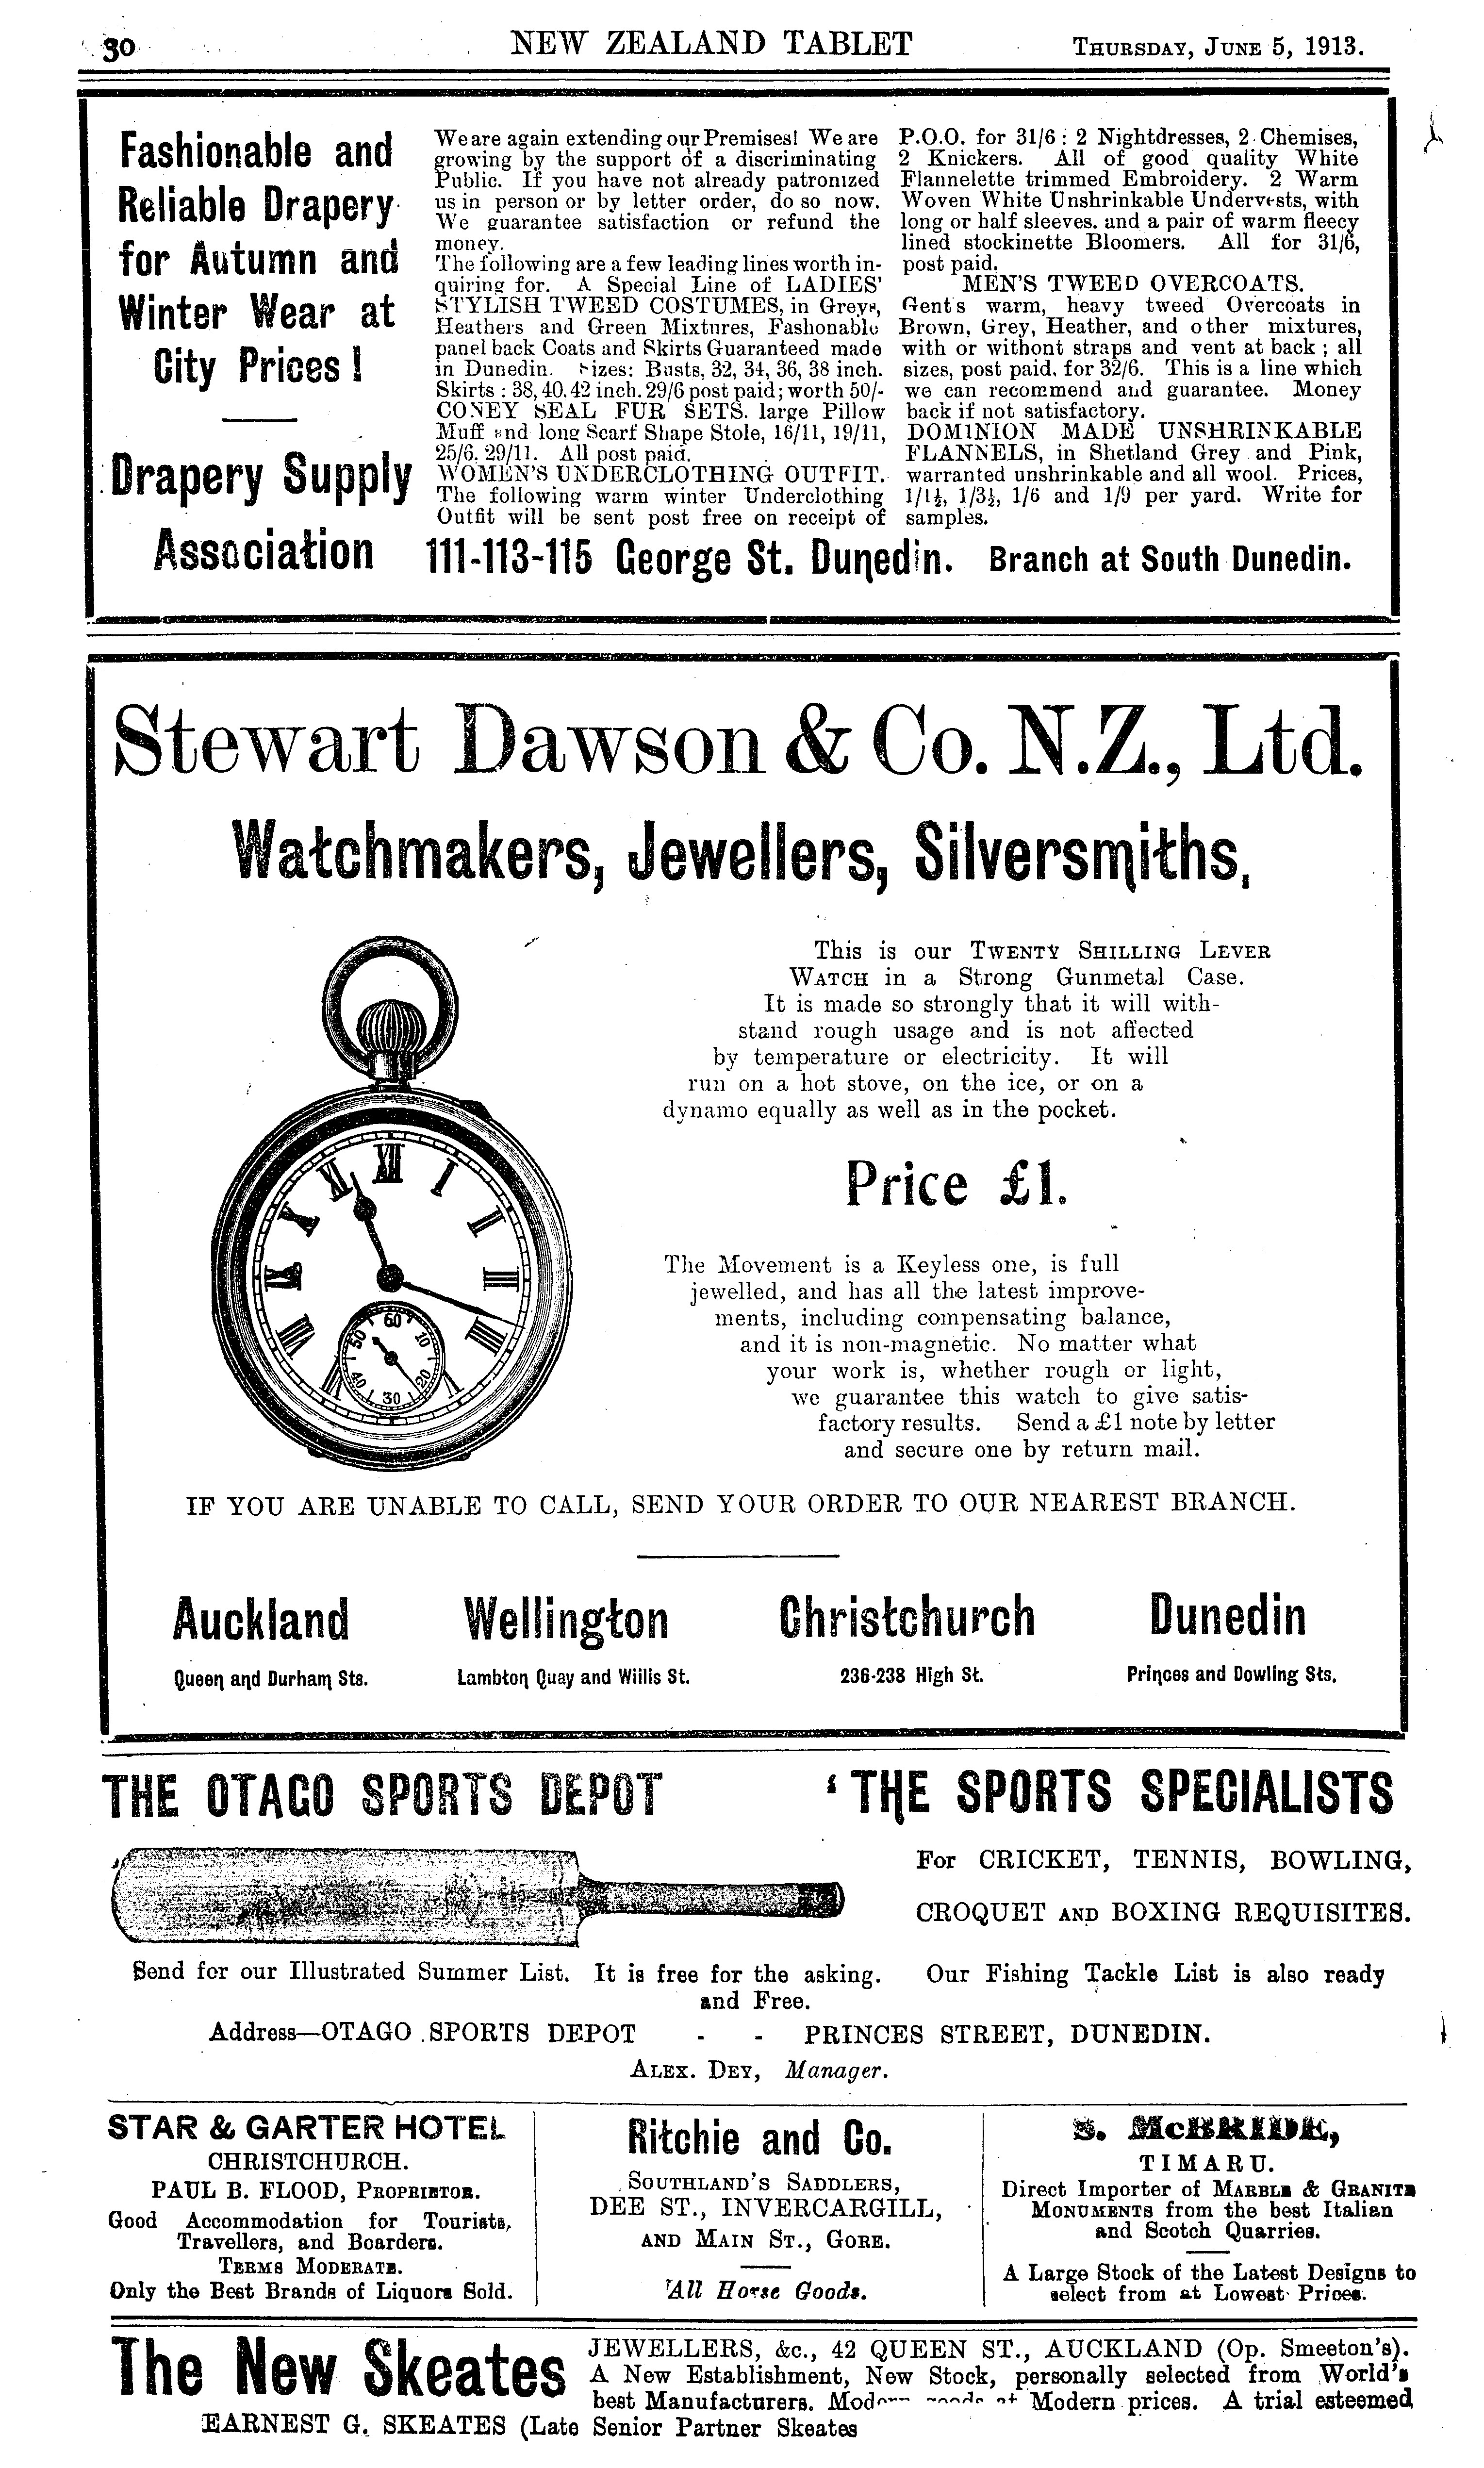 30
NEW ZEALAND TABLET
THURSDAY, JUNE 5, 1913.
Fashionable and
Reliable Drapery
for Autumn and
Winter Wear at
City Prices!
Drapery Supply
Association
We are again extending our Premises! We are
growing by the support of a discriminating
Public. If you have not already patronized
us in person or by letter order, do so now.
We guarantee satisfaction or refund the
money.
The following are a few leading lines worth in-
quiring for. A Special Line of LADIES'
STYLISH TWEED COSTUMES, in Greys,
Heathers and Green Mixtures, Fashonable
panel back Coats and Skirts Guaranteed made
in Dunedin. Sizes: Busts, 32, 34, 36, 38 inch.
Skirts : 38, 40, 42 inch. 29/6 post paid; worth 50/-
CONEY SEAL FUR SETS. large Pillow
Muff and long Scarf Shape Stole, 16/11, 19/11,
25/6, 29/11. All post paid.
WOMEN'S UNDERCLOTHING OUTFIT.
The following warm winter Underclothing
Outfit will be sent post free on receipt of
P.O.O. for 31/6: 2 Nightdresses, 2 Chemises,
2 Knickers. All of good quality White
Flannelette trimmed Embroidery. 2 Warm
Woven White Unshrinkable Undervests, with
long or half sleeves, and a pair of warm fleecy
lined stockinette Bloomers. All for 31/6,
post paid.
MEN'S TWEED OVERCOATS.
Gents warm, heavy tweed Overcoats in
Brown, Grey, Heather, and other mixtures,
with or withont straps and vent at back; all
sizes, post paid, for 32/6. This is a line which
we can recommend and guarantee. Money
back if not satisfactory.
DOMINION MADE UNSHRINKABLE
FLANNELS, in Shetland Grey and Pink,
warranted unshrinkable and all wool. Prices,
1/1½, 1/3½, 1/6 and 1/9 per yard. Write for
samples.
111-113-115 George St. Dunedin. Branch at South Dunedin.
Stewart Dawson & Co. N.Z., Ltd.
Watchmakers, Jewellers, Silversmiths,
This is our TWENTY SHILLING LEVER
WATCH in a Strong Gunmetal Case.
It is made so strongly that it will with-
stand rough usage and is not affected
by temperature or electricity. It will
run on a hot stove, on the ice, or on a
dynamo equally as well as in the pocket.
Price £1.
The Movement is a Keyless one, is full
jewelled, and has all the latest improve-
ments, including compensating balance,
and it is non-magnetic. No matter what
your work is, whether rough or light,
we guarantee this watch to give satis-
factory results. Send a £1 note by letter
and secure one by return mail.
XII
I
II
III
IIII
VIII
IX
X
XI
60
10
20
30
40
50
IF YOU ARE UNABLE TO CALL, SEND YOUR ORDER TO OUR NEAREST BRANCH.
Auckland
Queen and Durham Sts.
Wellington
Lambton Quay and Willis St.
Christchurch
236-238 High St.
Dunedin
Princes and Dowling Sts.
THE OTAGO SPORTS DEPOT
'THE SPORTS SPECIALISTS
For CRICKET, TENNIS, BOWLING,
CROQUET AND BOXING REQUISITES.
Send for our Illustrated Summer List. It is free for the asking. Our Fishing Tackle List is also ready
and Free.
Address—OTAGO SPORTS DEPOT - - PRINCES STREET, DUNEDIN.
ALEX. DEY, Manager.
STAR & GARTER HOTEL
CHRISTCHURCH.
PAUL B. FLOOD, PROPRIETOR.
Good Accommodation for Tourists,
Travellers, and Boarders.
TERMS MODERATE.
Only the Best Brands of Liquors Sold.
Ritchie and Co.
SOUTHLAND'S SADDLERS,
DEE ST., INVERCARGILL,
AND MAIN ST., GORE.
All Horse Goods.
S. McBRIDE,
TIMARU.
Direct Importer of MARBLE & GRANITE
MONUMENTS from the best Italian
and Scotch Quarries.
A Large Stock of the Latest Designs to
select from at Lowest Prices.
The New Skeates
JEWELLERS, &c., 42 QUEEN ST., AUCKLAND (Op. Smeeton's).
A New Establishment, New Stock, personally selected from World's
best Manufacturers. Modern goods at Modern prices. A trial esteemed
EARNEST G. SKEATES (Late Senior Partner Skeates